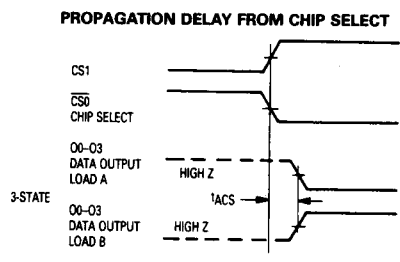 PROPAGATION DELAY FROM CHIP SELECT
CS1
CS0
CHIP SELECT
O0–O3
DATA OUTPUT
LOAD A
HIGH Z
3-STATE
tACS
O0–O3
DATA OUTPUT
LOAD B
HIGH Z